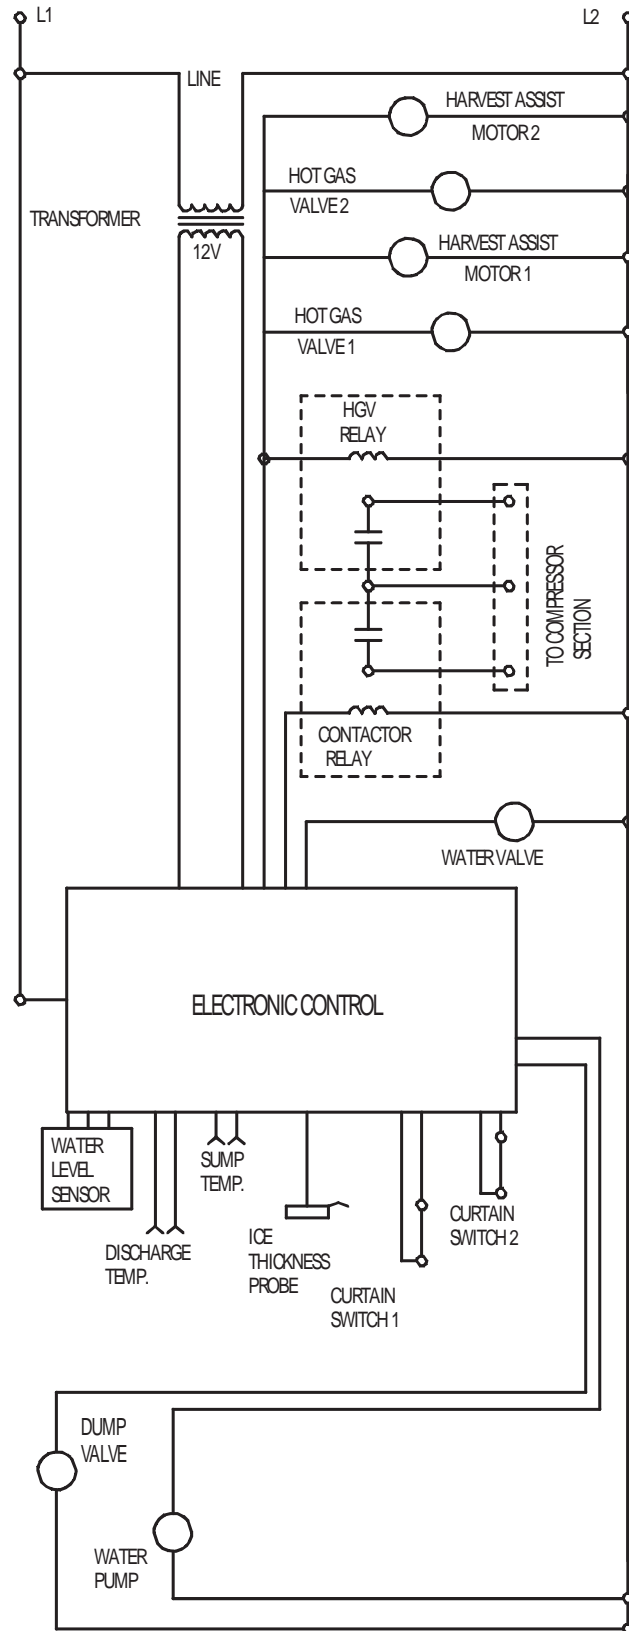 L1
L2
LINE
HARVEST ASSIST
MOTOR 2
HOT GAS
VALVE 2
TRANSFORMER
12V
HARVEST ASSIST
MOTOR 1
HOT GAS
VALVE 1
HGV
RELAY
TO COMPRESSOR
SECTION
CONTACTOR
RELAY
WATER VALVE
ELECTRONIC CONTROL
WATER
LEVEL
SENSOR
DISCHARGE
TEMP.
SUMP
TEMP.
ICE
THICKNESS
PROBE
CURTAIN
SWITCH 1
CURTAIN
SWITCH 2
DUMP
VALVE
WATER
PUMP